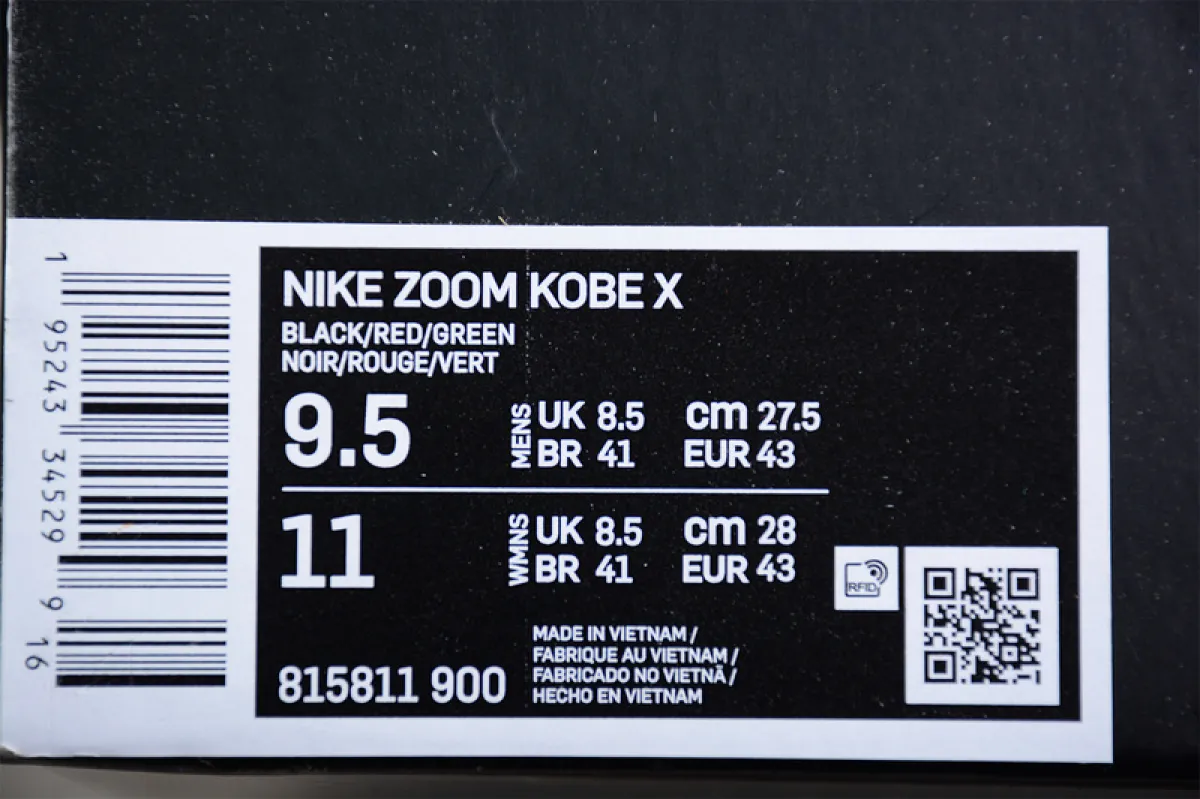 1 95243 34529 9
16
NIKE ZOOM KOBE X
BLACK/RED/GREEN
NOIR/ROUGE/VERT
9.5 MENS UK 8.5 cm 27.5
BR 41 EUR 43
11 WMNS UK 8.5 cm 28
BR 41 EUR 43
RFID
MADE IN VIETNAM /
FABRIQUE AU VIETNAM /
FABRICADO NO VIETNÃ /
HECHO EN VIETNAM
815811 900